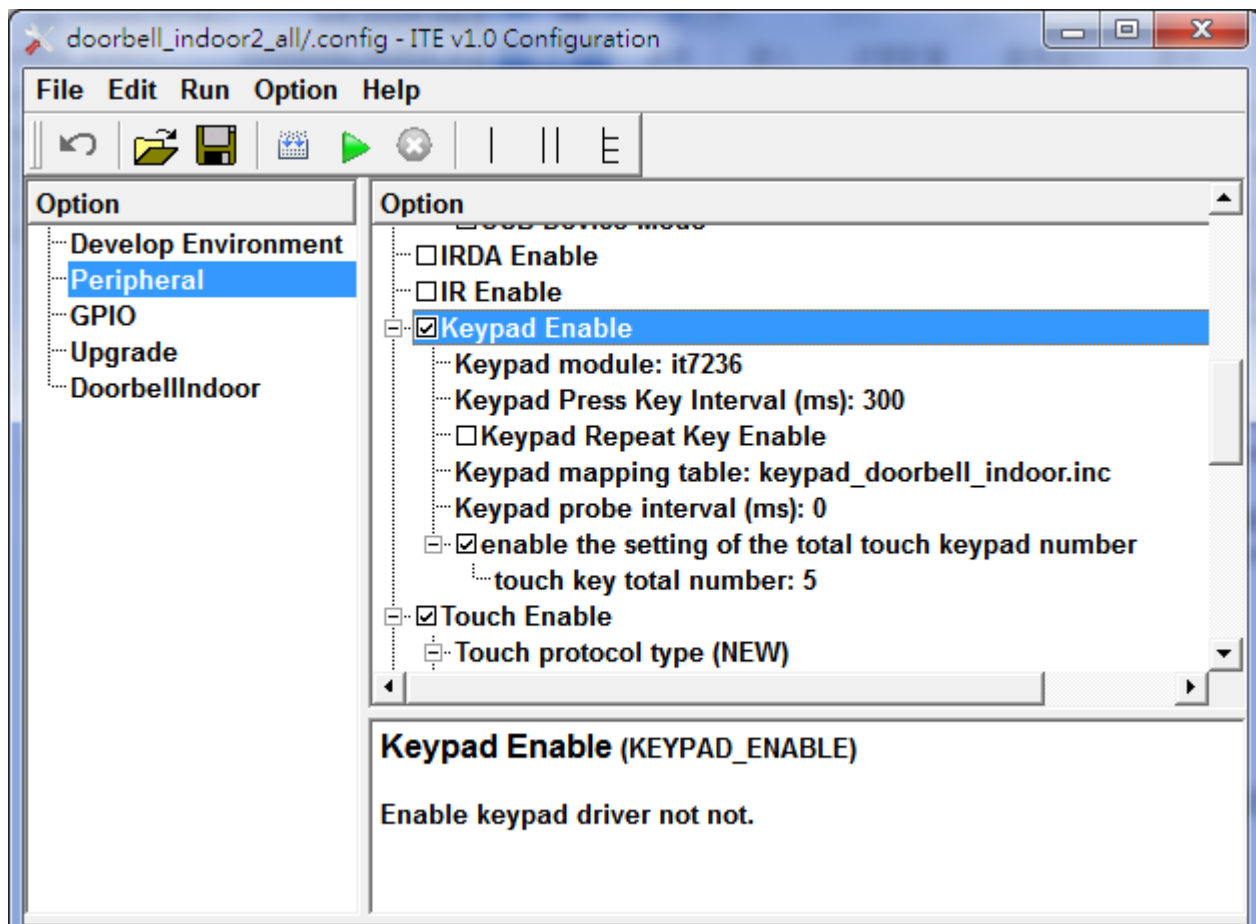 doorbell_indoor2_all/.config - ITE v1.0 Configuration
File Edit Run Option Help
Option
Develop Environment
Peripheral
GPIO
Upgrade
DoorbellIndoor
Option
IRDA Enable
IR Enable
Keypad Enable
Keypad module: it7236
Keypad Press Key Interval (ms): 300
Keypad Repeat Key Enable
Keypad mapping table: keypad_doorbell_indoor.inc
Keypad probe interval (ms): 0
enable the setting of the total touch keypad number
touch key total number: 5
Touch Enable
Touch protocol type (NEW)
Keypad Enable (KEYPAD_ENABLE)
Enable keypad driver not not.